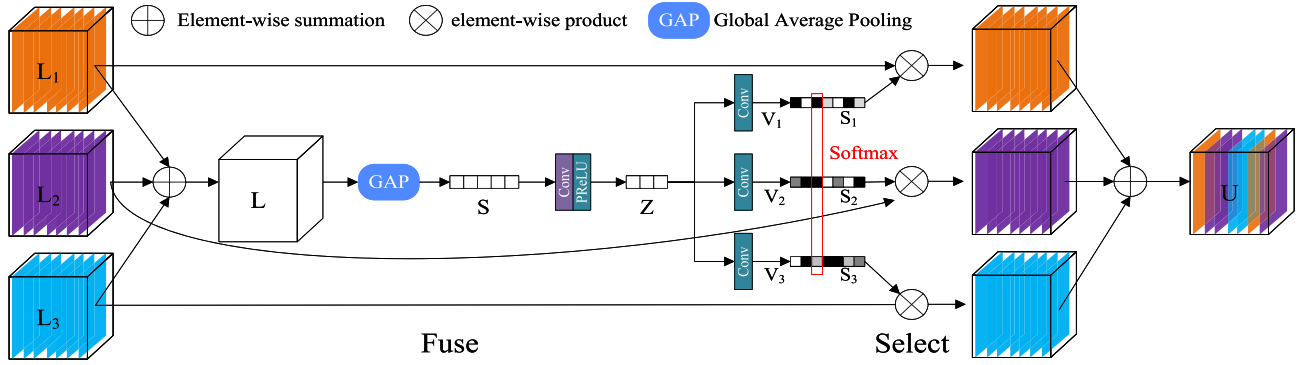 Element-wise summation
element-wise product
GAP Global Average Pooling
L1
L2
L3
L
GAP
S
Conv
PReLU
Z
Conv
V1
S1
Softmax
Conv
V2
S2
Conv
V3
S3
U
Fuse
Select